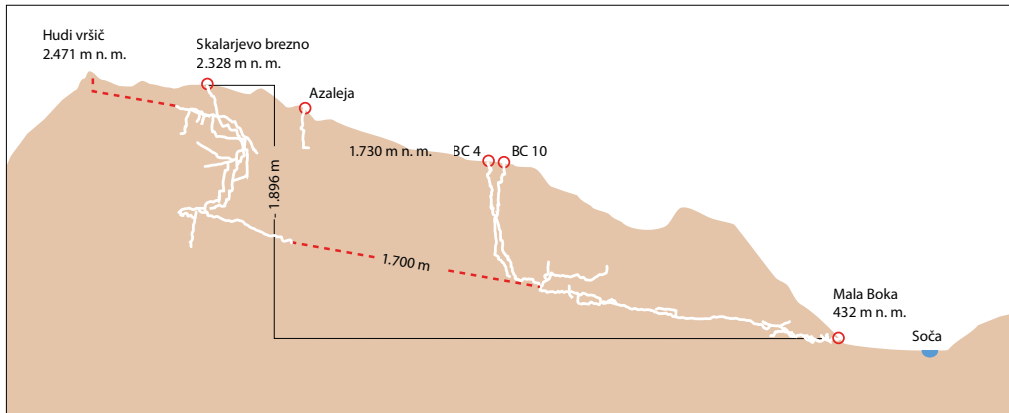 Hudi vršič
2.471 m n. m.
Skalarjevo brezno
2.328 m n. m.
Azaleja
1.730 m n. m.
BC 4
BC 10
1.896 m
1.700 m
Mala Boka
432 m n. m.
Soča